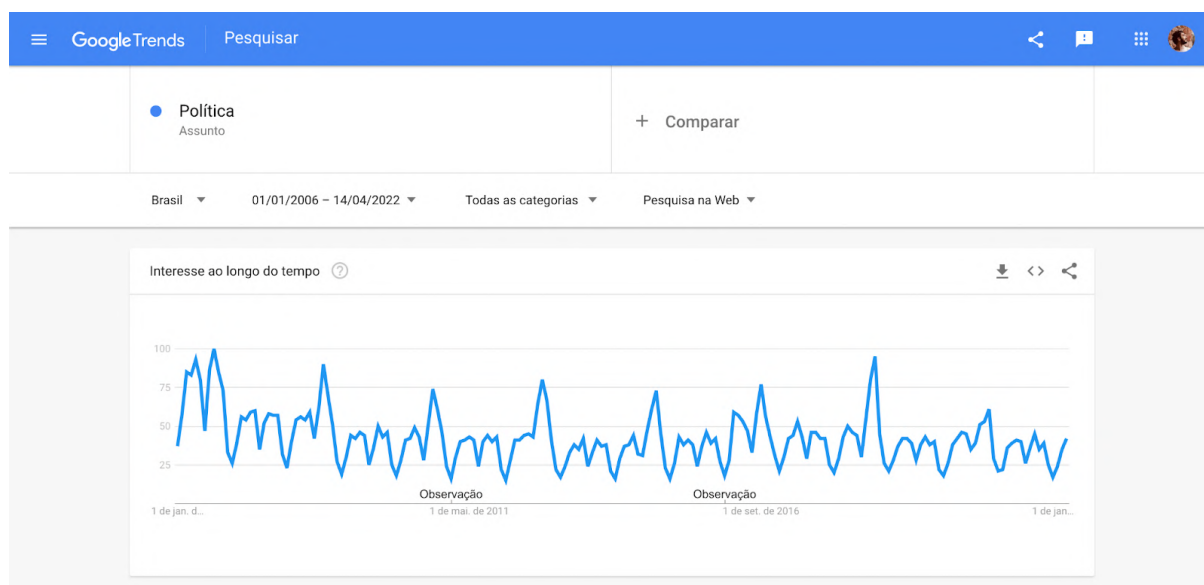 GoogleTrends Pesquisar
Política
Assunto
+ Comparar
Brasil 01/01/2006 – 14/04/2022 Todas as categorias Pesquisa na Web
Interesse ao longo do tempo ?
100
75
50
25
Observação Observação
1 de jan. d... 1 de mai. de 2011 1 de set. de 2016 1 de jan...